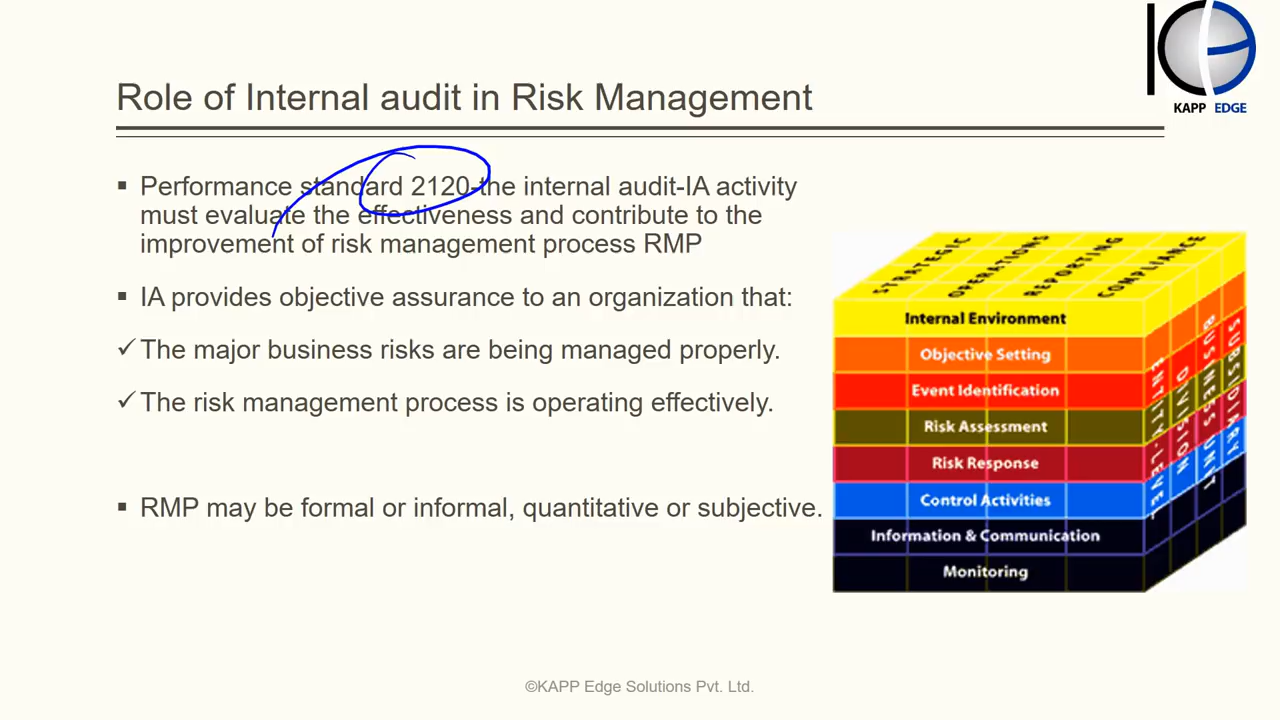 KAPP EDGE
Role of Internal audit in Risk Management
▪ Performance standard 2120-the internal audit-IA activity
must evaluate the effectiveness and contribute to the
improvement of risk management process RMP
▪ IA provides objective assurance to an organization that:
✓ The major business risks are being managed properly.
✓ The risk management process is operating effectively.
▪ RMP may be formal or informal, quantitative or subjective.
STRATEGIC
OPERATIONS
REPORTING
COMPLIANCE
Internal Environment
Objective Setting
Event Identification
Risk Assessment
Risk Response
Control Activities
Information & Communication
Monitoring
ENTITY-LEVEL
DIVISION
BUSINESS UNIT
SUBSIDIARY
©KAPP Edge Solutions Pvt. Ltd.